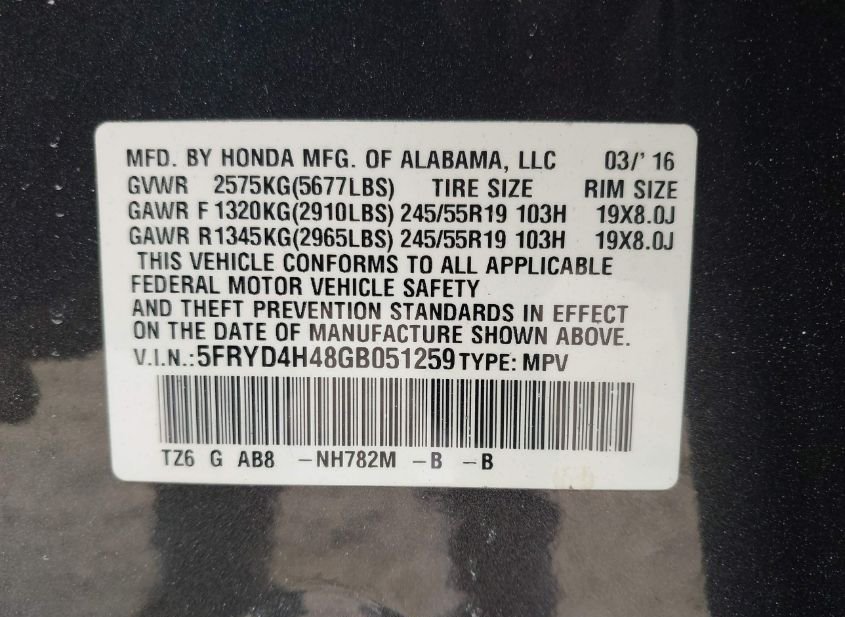 MFD. BY HONDA MFG. OF ALABAMA, LLC 03/' 16
GVWR 2575KG(5677LBS) TIRE SIZE RIM SIZE
GAWR F 1320KG(2910LBS) 245/55R19 103H 19X8.0J
GAWR R1345KG(2965LBS) 245/55R19 103H 19X8.0J
THIS VEHICLE CONFORMS TO ALL APPLICABLE
FEDERAL MOTOR VEHICLE SAFETY
AND THEFT PREVENTION STANDARDS IN EFFECT
ON THE DATE OF MANUFACTURE SHOWN ABOVE.
V.I.N.:5FRYD4H48GB051259 TYPE: MPV
TZ6 G AB8 -NH782M -B -B